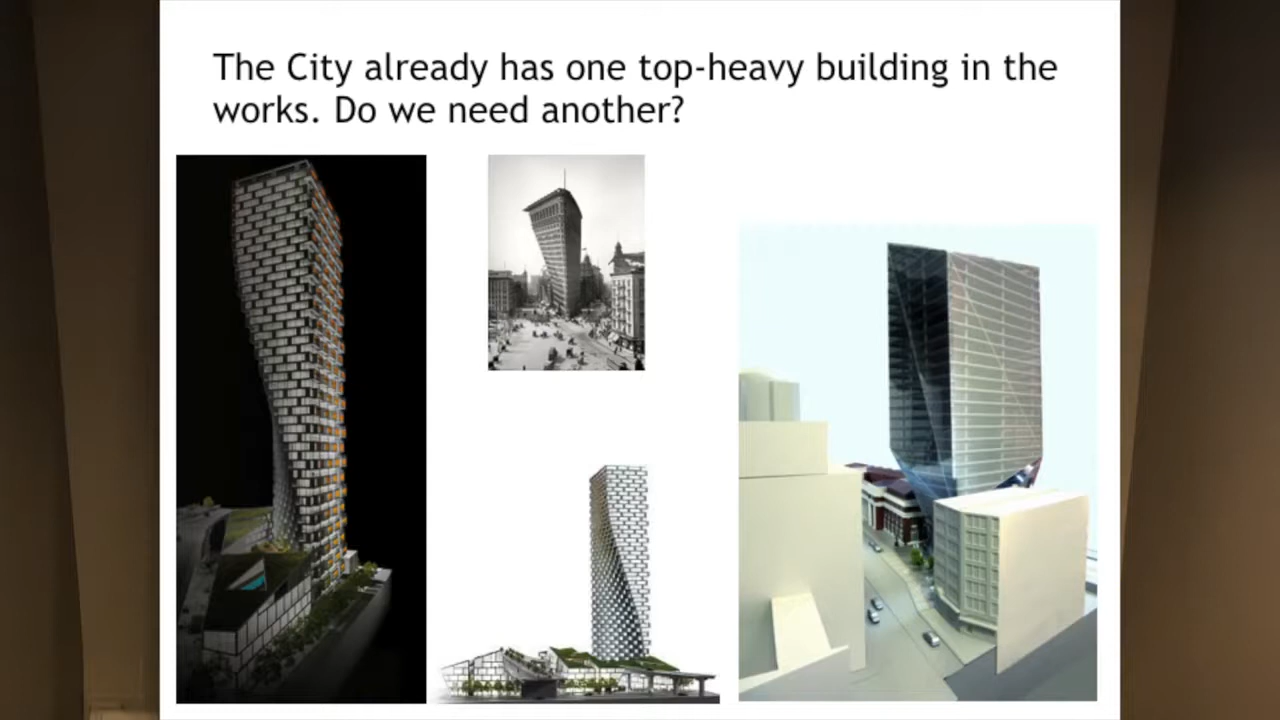 The City already has one top-heavy building in the
works. Do we need another?